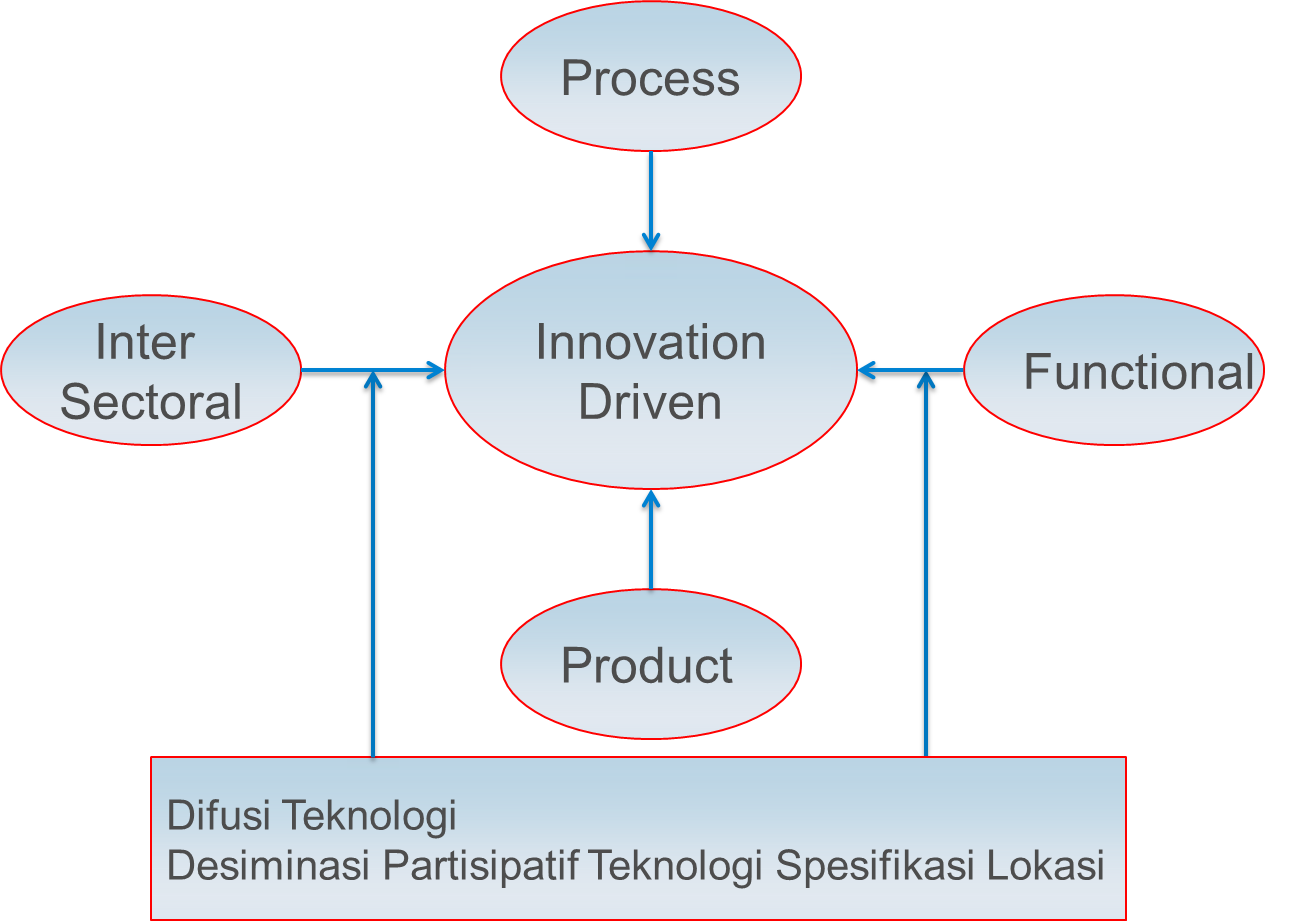 Process
Inter
Sectoral
Innovation
Driven
Functional
Product
Difusi Teknologi
Desiminasi Partisipatif Teknologi Spesifikasi Lokasi